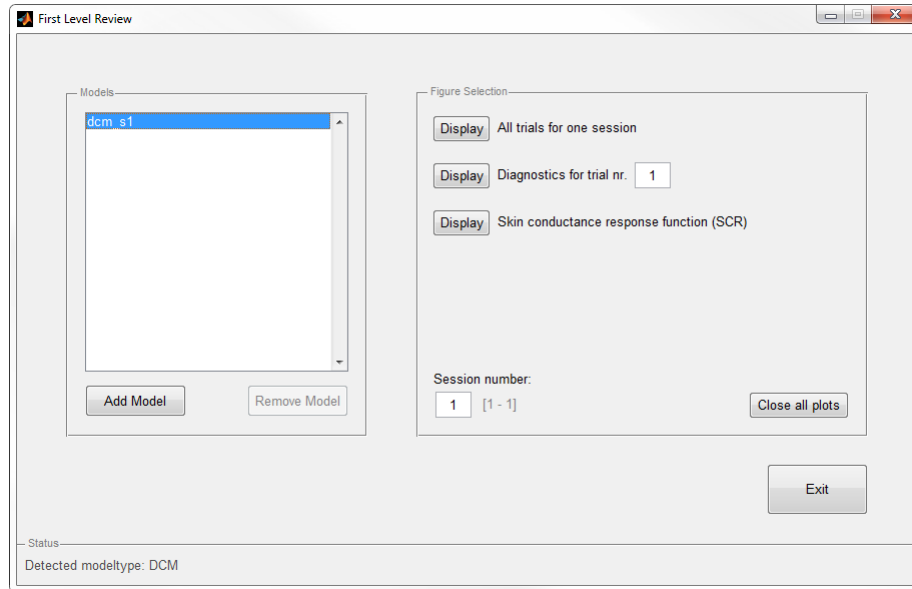 First Level Review
Models
dcm_s1
Add Model
Remove Model
Figure Selection
Display All trials for one session
Display Diagnostics for trial nr. 1
Display Skin conductance response function (SCR)
Session number:
1 [1 - 1]
Close all plots
Exit
Status
Detected modeltype: DCM